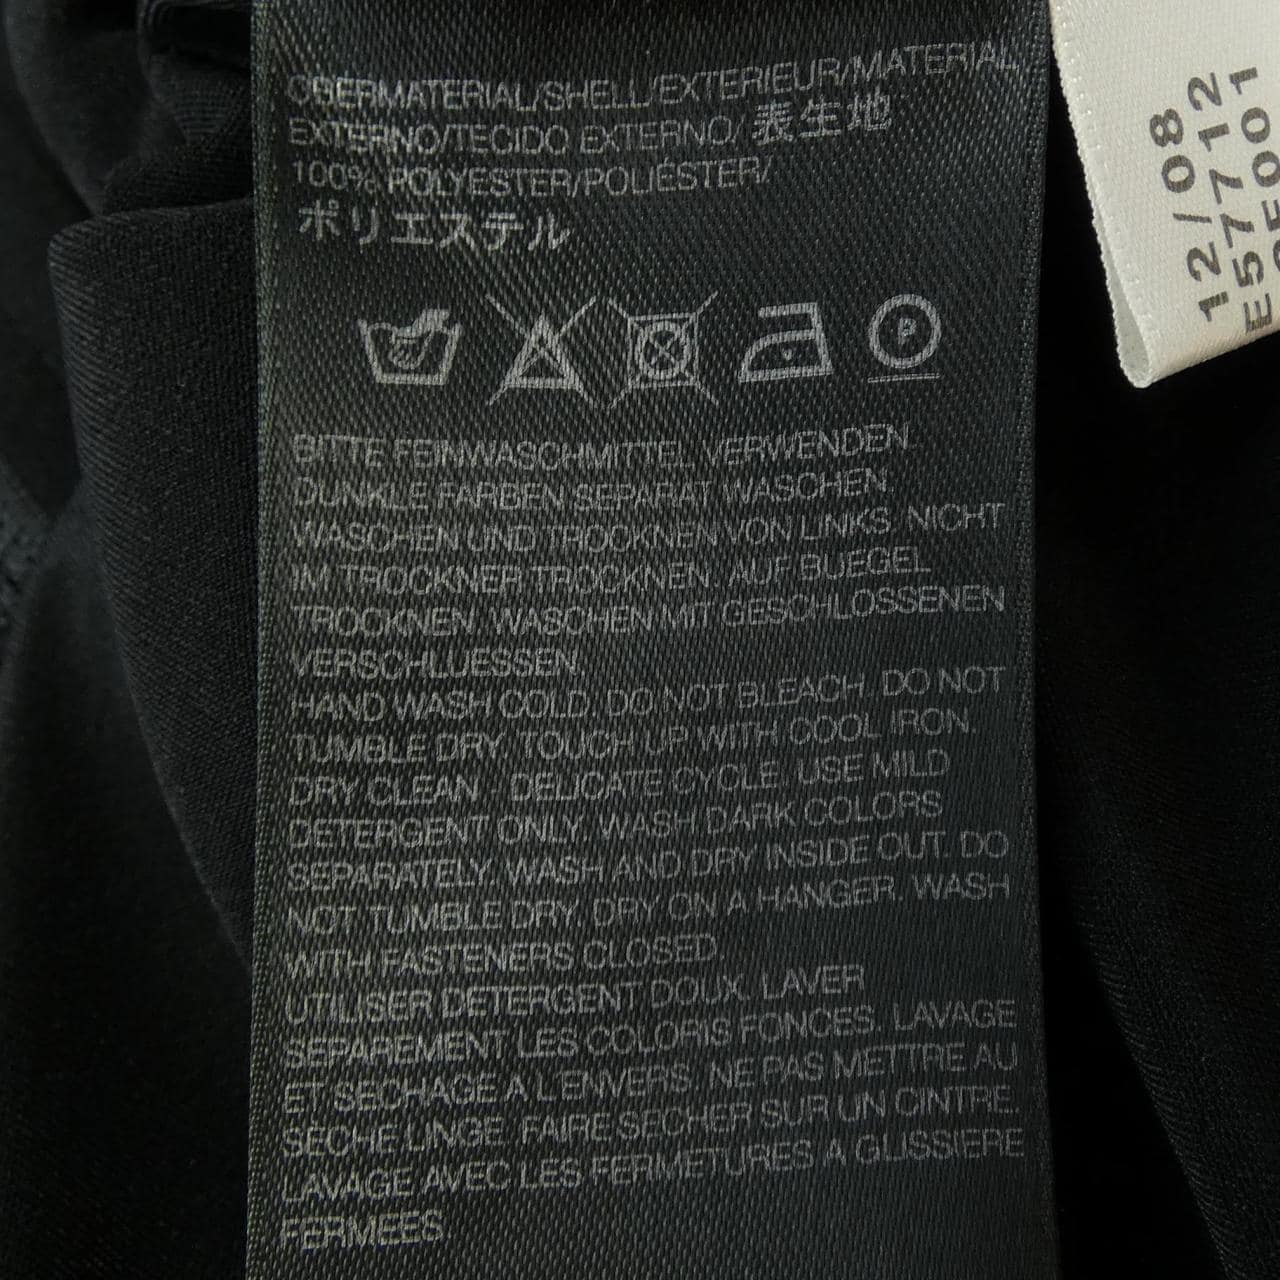 OBERMATERIAL/SHELL/EXTERIEUR/MATERIAL
EXTERNO/TECIDO EXTERNO/表生地
100% POLYESTER/POLIÉSTER/
ポリエステル
P
BITTE FEINWASCHMITTEL VERWENDEN.
DUNKLE FARBEN SEPARAT WASCHEN.
WASCHEN UND TROCKNEN VON LINKS. NICHT
IM TROCKNER TROCKNEN. AUF BUEGEL
TROCKNEN. WASCHEN MIT GESCHLOSSENEN
VERSCHLUESSEN.
HAND WASH COLD. DO NOT BLEACH. DO NOT
TUMBLE DRY. TOUCH UP WITH COOL IRON.
DRY CLEAN. DELICATE CYCLE. USE MILD
DETERGENT ONLY. WASH DARK COLORS
SEPARATELY. WASH AND DRY INSIDE OUT. DO
NOT TUMBLE DRY. DRY ON A HANGER. WASH
WITH FASTENERS CLOSED.
UTILISER DETERGENT DOUX. LAVER
SEPAREMENT LES COLORIS FONCES. LAVAGE
ET SECHAGE A L'ENVERS. NE PAS METTRE AU
SECHE LINGE. FAIRE SECHER SUR UN CINTRE.
LAVAGE AVEC LES FERMETURES A GLISSIERE
FERMEES.
12/08
E57712